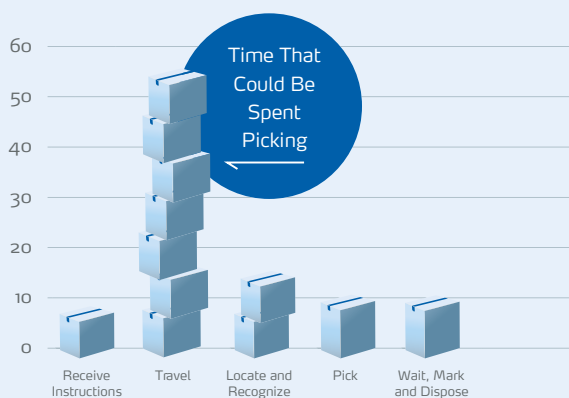 Time That
Could Be
Spent
Picking
60
50
40
30
20
10
0
Receive
Instructions
Travel
Locate and
Recognize
Pick
Wait, Mark
and Dispose